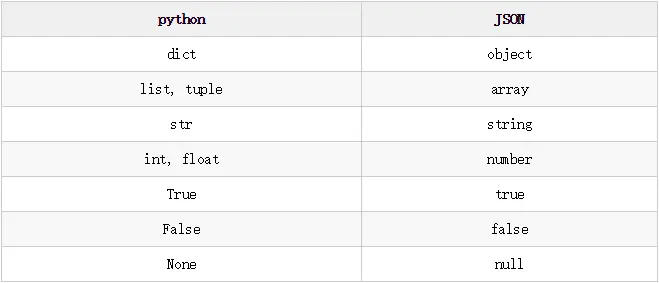 python JSON
dict object
list, tuple array
str string
int, float number
True true
False false
None null